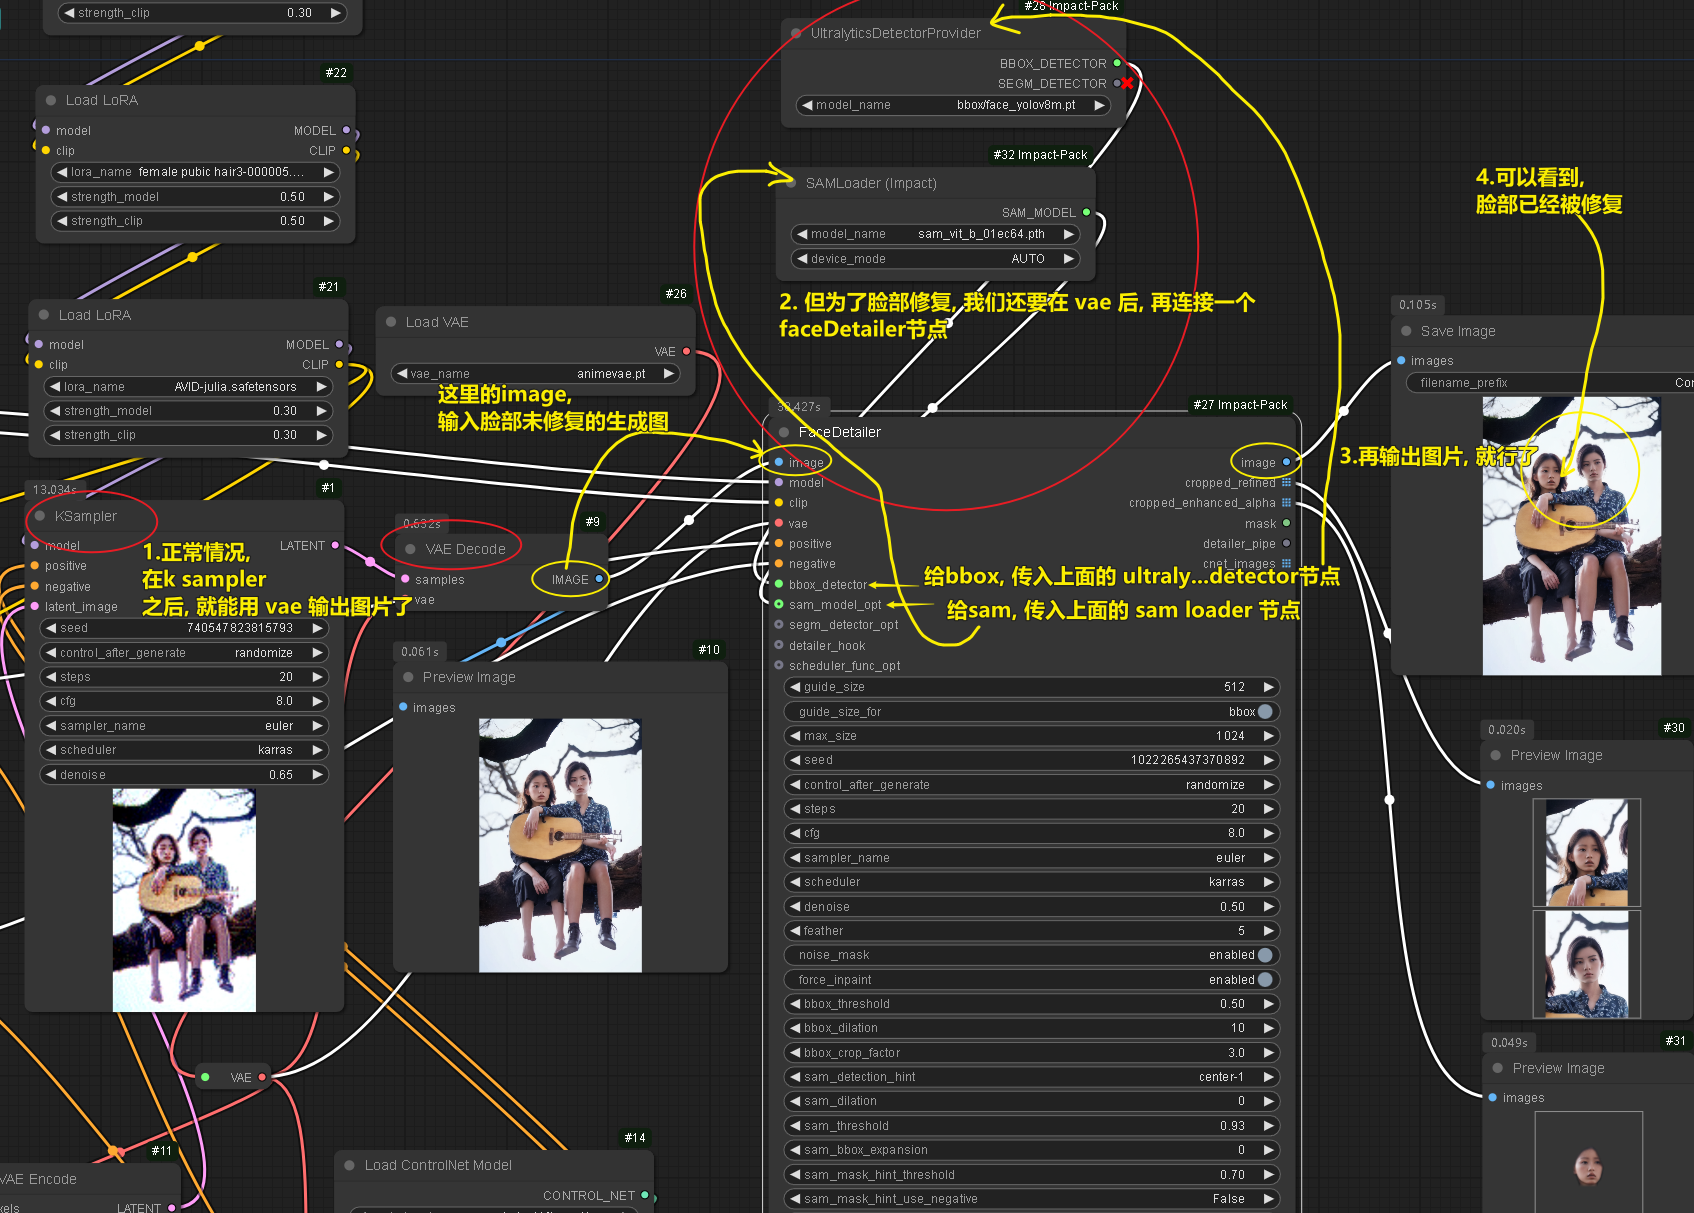 strength_clip 0.30
#22
Load LoRA
model MODEL
clip CLIP
lora_name female pubic hair3-000005....
strength_model 0.50
strength_clip 0.50
#21
Load LoRA
model MODEL
clip CLIP
lora_name AVID-julia.safetensors
strength_model 0.30
strength_clip 0.30
#26
Load VAE
VAE
vae_name animevae.pt
这里的image,
输入脸部未修复的生成图
13.034s
#1
KSampler
model LATENT
positive
negative
latent_image
seed 740547823815793
control_after_generate randomize
steps 20
cfg 8.0
sampler_name euler
scheduler karras
denoise 0.65
1.正常情况,
在k sampler
之后, 就能用 vae 输出图片了
0.632s
#9
VAE Decode
samples IMAGE
vae
0.061s
#10
Preview Image
images
VAE
#11
VAE Encode
LATENT
#14
Load ControlNet Model
CONTROL_NET
#28 Impact-Pack
UltralyticsDetectorProvider
BBOX_DETECTOR
SEGM_DETECTOR
model_name bbox/face_yolov8m.pt
#32 Impact-Pack
SAMLoader (Impact)
SAM_MODEL
model_name sam_vit_b_01ec64.pth
device_mode AUTO
2. 但为了脸部修复, 我们还要在 vae 后, 再连接一个
faceDetailer节点
#27 Impact-Pack
FaceDetailer
image image
model cropped_refined
clip cropped_enhanced_alpha
vae mask
positive detailer_pipe
negative cnet_images
bbox_detector
给bbox, 传入上面的 ultraly...detector节点
sam_model_opt
给sam, 传入上面的 sam loader 节点
segm_detector_opt
detailer_hook
scheduler_func_opt
guide_size 512
guide_size_for bbox
max_size 1024
seed 1022265437370892
control_after_generate randomize
steps 20
cfg 8.0
sampler_name euler
scheduler karras
denoise 0.50
feather 5
noise_mask enabled
force_inpaint enabled
bbox_threshold 0.50
bbox_dilation 10
bbox_crop_factor 3.0
sam_detection_hint center-1
sam_dilation 0
sam_threshold 0.93
sam_bbox_expansion 0
sam_mask_hint_threshold 0.70
sam_mask_hint_use_negative False
4.可以看到,
脸部已经被修复
0.105s
Save Image
images
filename_prefix
3.再输出图片, 就行了
0.020s
#30
Preview Image
images
0.049s
#31
Preview Image
images